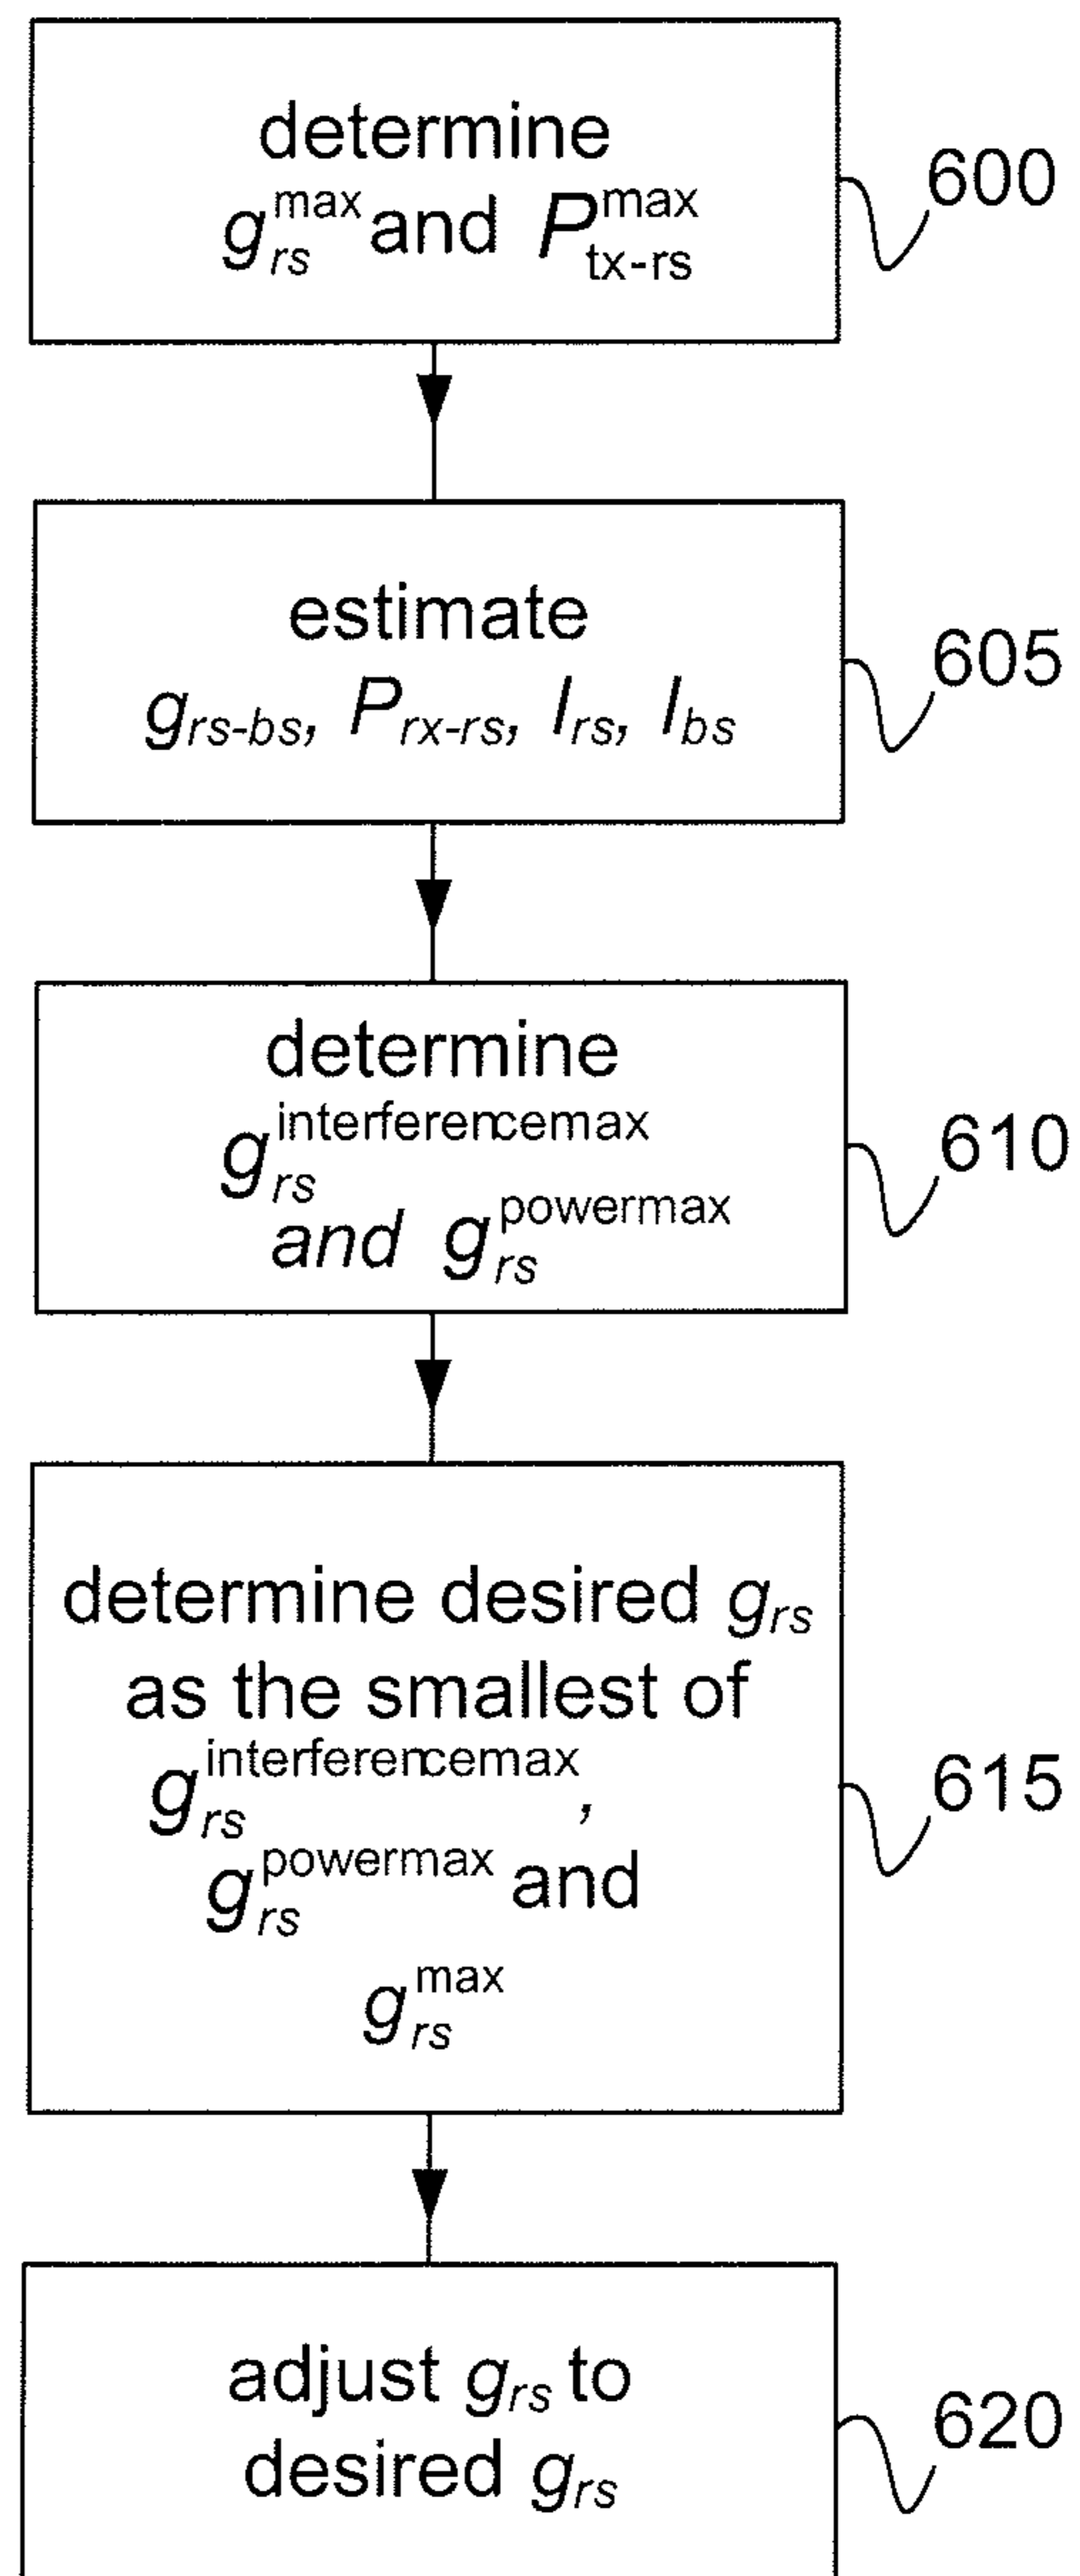 determine
g_rs^max and P_tx-rs^max
600
estimate
g_rs-bs, P_rx-rs, I_rs, I_bs
605
determine
g_rs^interferencemax
and g_rs^powermax
610
determine desired g_rs
as the smallest of
g_rs^interferencemax,
g_rs^powermax and
g_rs^max
615
adjust g_rs to
desired g_rs
620